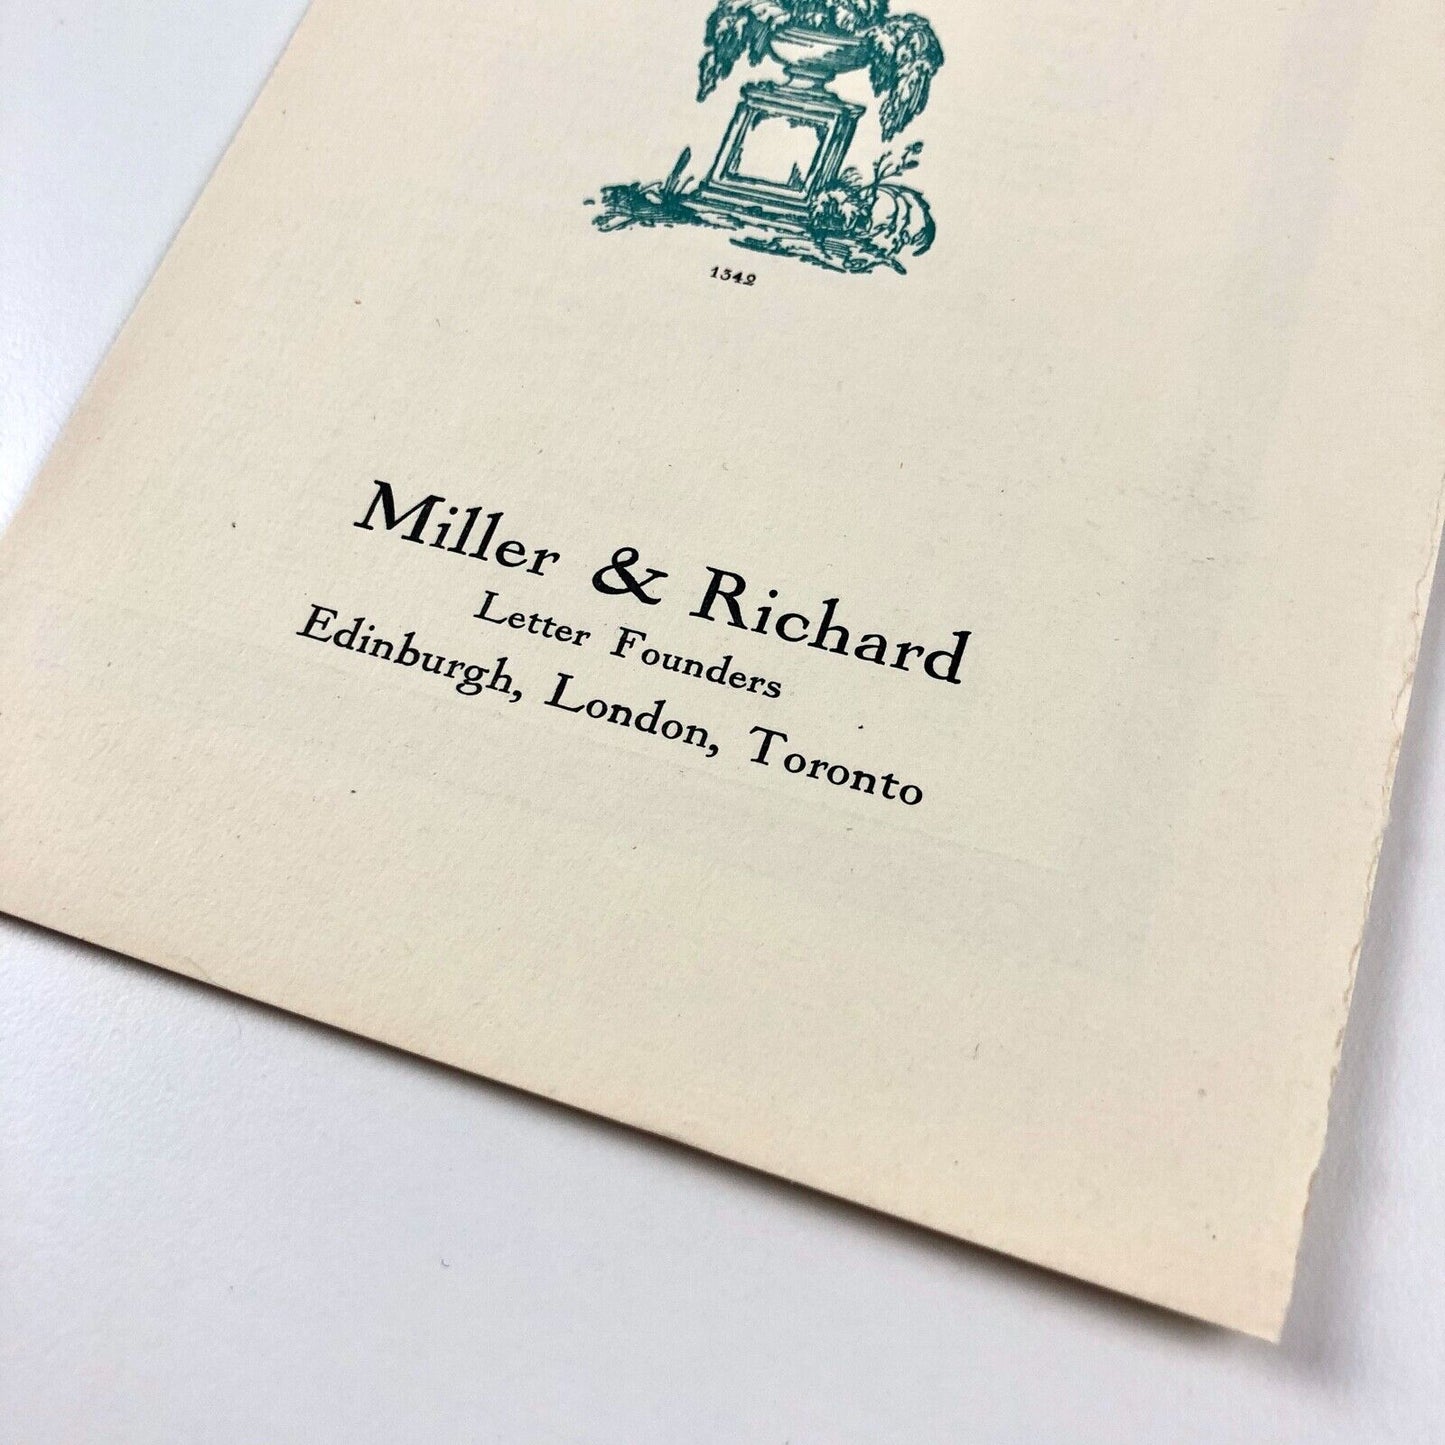 1342
Miller & Richard
Letter Founders
Edinburgh, London, Toronto